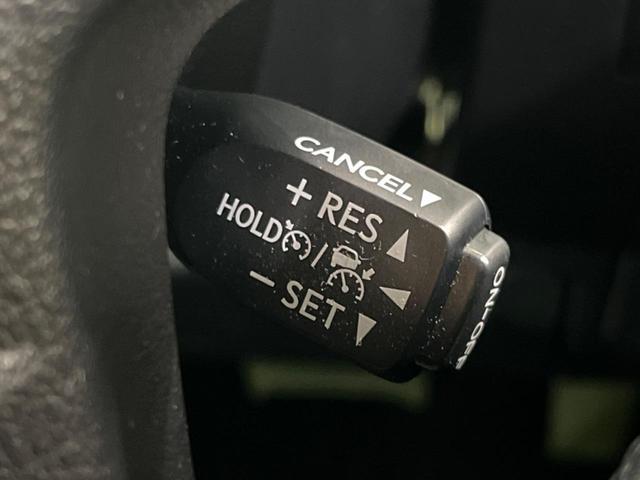 CANCEL▼
+ RES ▲
HOLD /
- SET ▼
ON-OFF